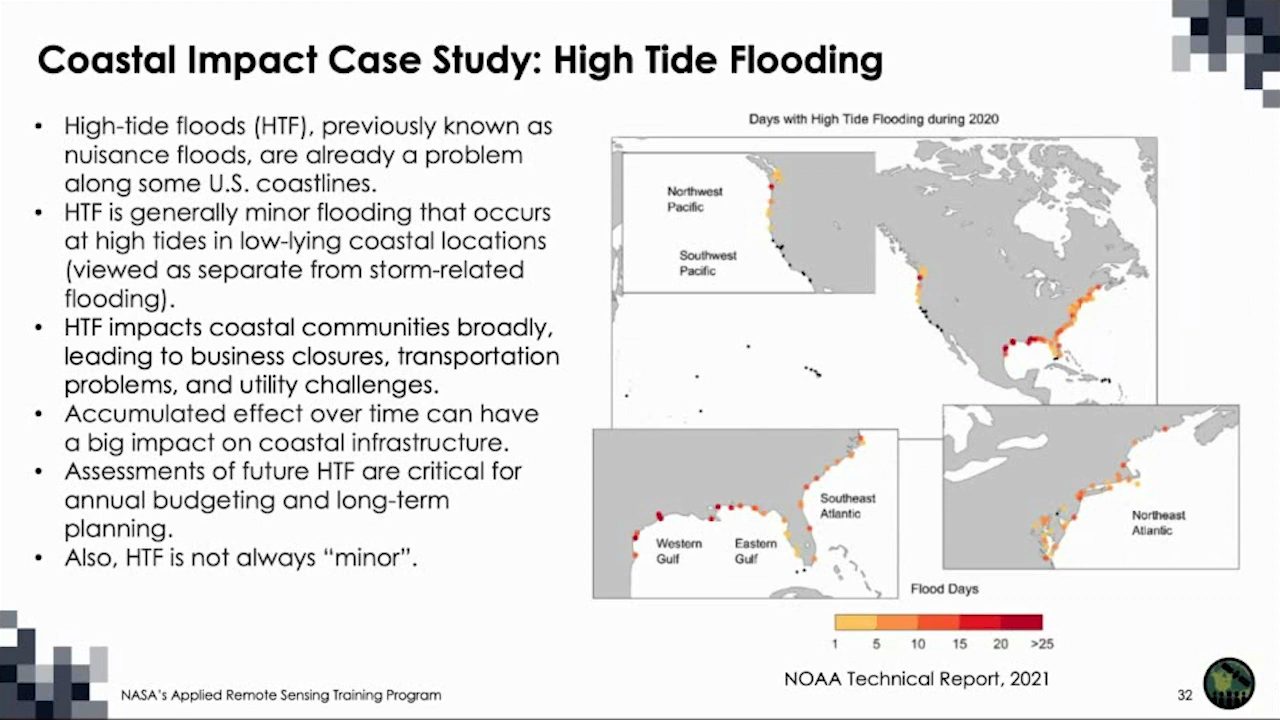 Coastal Impact Case Study: High Tide Flooding
• High-tide floods (HTF), previously known as
nuisance floods, are already a problem
along some U.S. coastlines.
• HTF is generally minor flooding that occurs
at high tides in low-lying coastal locations
(viewed as separate from storm-related
flooding).
• HTF impacts coastal communities broadly,
leading to business closures, transportation
problems, and utility challenges.
• Accumulated effect over time can have
a big impact on coastal infrastructure.
• Assessments of future HTF are critical for
annual budgeting and long-term
planning.
• Also, HTF is not always “minor”.
Days with High Tide Flooding during 2020
Northwest
Pacific
Southwest
Pacific
Southeast
Atlantic
Western
Gulf
Eastern
Gulf
Northeast
Atlantic
Flood Days
1 5 10 15 20 >25
NOAA Technical Report, 2021
NASA's Applied Remote Sensing Training Program
32